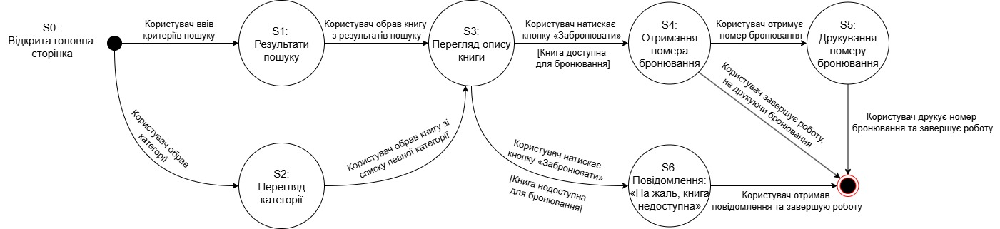 S0:
Відкрита головна
сторінка
Користувач ввів
критеріїв пошуку
S1:
Результати
пошуку
Користувач обрав книгу
з результатів пошуку
S3:
Перегляд опису
книги
Користувач натискає
кнопку «Забронювати»
[Книга доступна
для бронювання]
S4:
Отримання
номера
бронювання
Користувач отримує
номер бронювання
S5:
Друкування
номеру
бронювання
Користувач завершує роботу,
не друкуючи
бронювання
Користувач друкує номер
бронювання та завершує роботу
Користувач обрав
категорії
S2:
Перегляд
категорії
Користувач обрав книгу зі
списку певної категорії
Користувач натискає
кнопку «Забронювати»
[Книга недоступна
для бронювання]
S6:
Повідомлення:
«На жаль, книга
недоступна»
Користувач отримав
повідомлення та завершую роботу